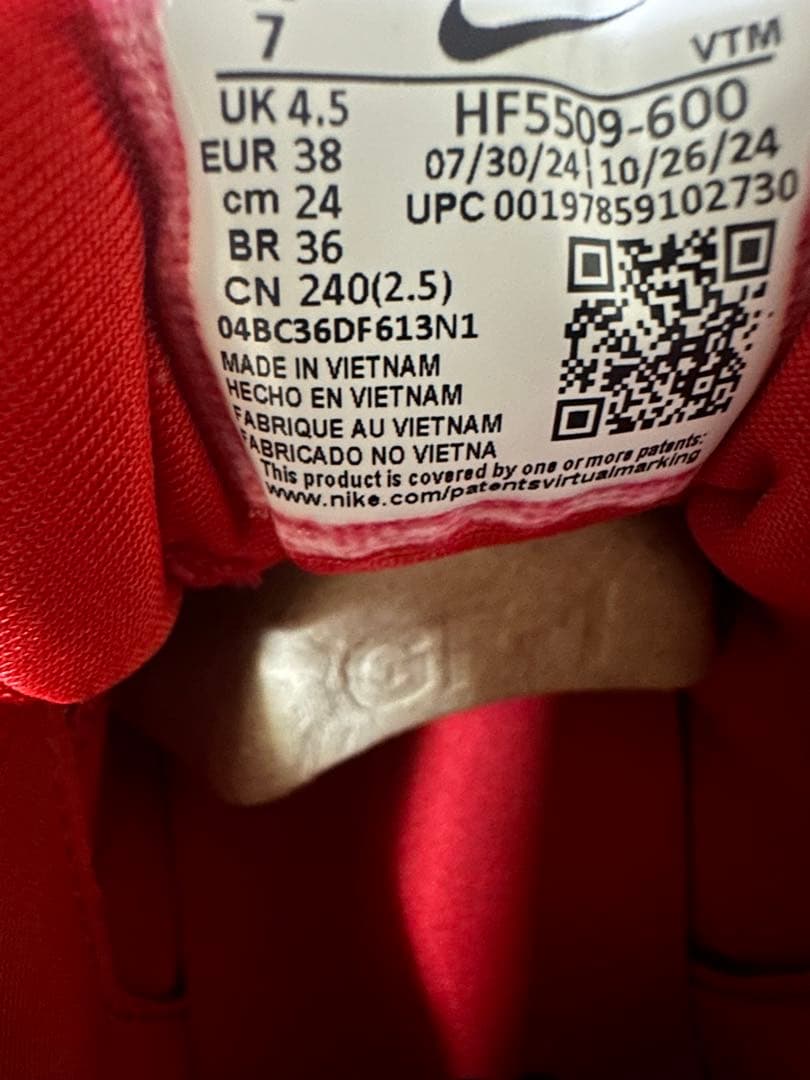 7
VTM
UK 4.5
EUR 38
cm 24
BR 36
CN 240(2.5)
HF5509-600
07/30/24|10/26/24
UPC 00197859102730
04BC36DF613N1
MADE IN VIETNAM
HECHO EN VIETNAM
FABRIQUE AU VIETNAM
FABRICADO NO VIETNA
This product is covered by one or more patents:
www.nike.com/patentsvirtualmarking